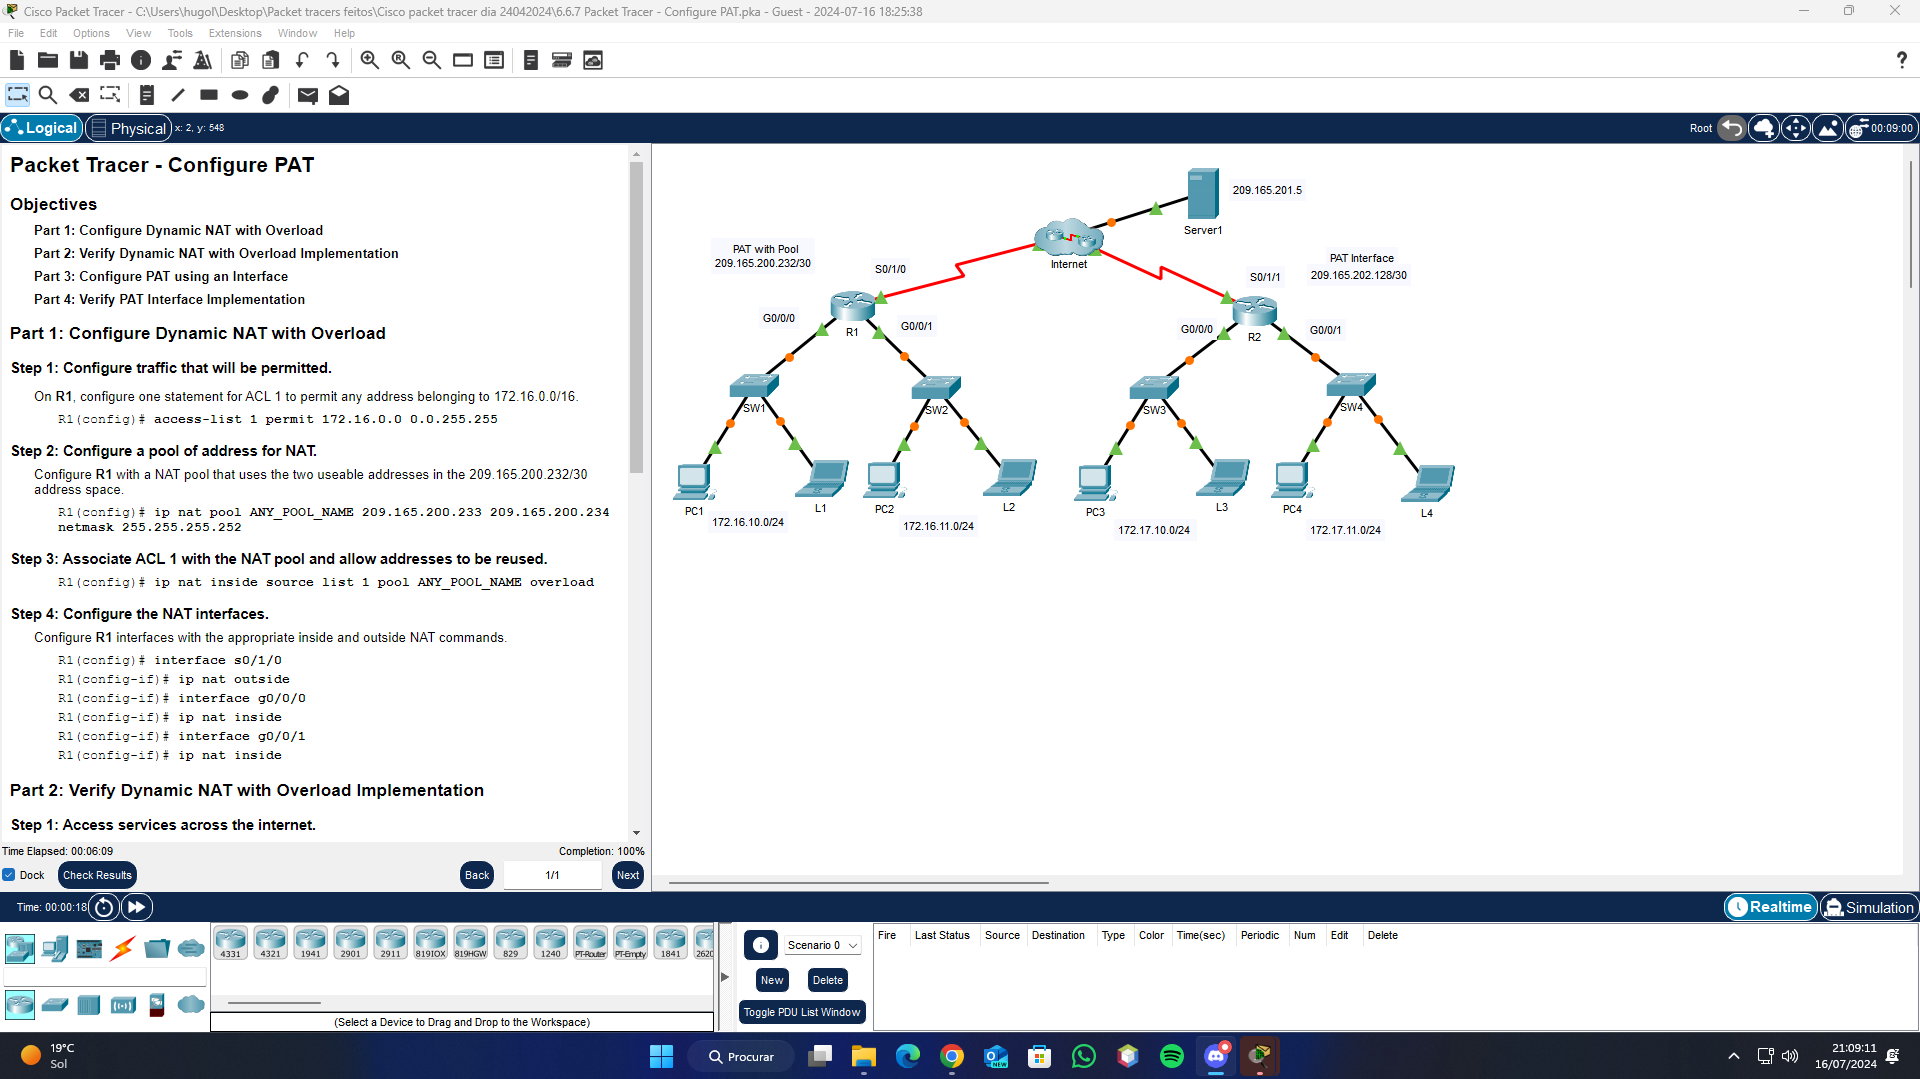 Cisco Packet Tracer - C:\Users\hugol\Desktop\Packet tracers feitos\Cisco packet tracer dia 24042024\6.6.7 Packet Tracer - Configure PAT.pka - Guest - 2024-07-16 18:25:38
File Edit Options View Tools Extensions Window Help
?
Logical Physical x: 2, y: 548 Root 00:09:00
Packet Tracer - Configure PAT
Objectives
Part 1: Configure Dynamic NAT with Overload
Part 2: Verify Dynamic NAT with Overload Implementation
Part 3: Configure PAT using an Interface
Part 4: Verify PAT Interface Implementation
Part 1: Configure Dynamic NAT with Overload
Step 1: Configure traffic that will be permitted.
On R1, configure one statement for ACL 1 to permit any address belonging to 172.16.0.0/16.
R1(config)# access-list 1 permit 172.16.0.0 0.0.255.255
Step 2: Configure a pool of address for NAT.
Configure R1 with a NAT pool that uses the two useable addresses in the 209.165.200.232/30
address space.
R1(config)# ip nat pool ANY_POOL_NAME 209.165.200.233 209.165.200.234
netmask 255.255.255.252
Step 3: Associate ACL 1 with the NAT pool and allow addresses to be reused.
R1(config)# ip nat inside source list 1 pool ANY_POOL_NAME overload
Step 4: Configure the NAT interfaces.
Configure R1 interfaces with the appropriate inside and outside NAT commands.
R1(config)# interface s0/1/0
R1(config-if)# ip nat outside
R1(config-if)# interface g0/0/0
R1(config-if)# ip nat inside
R1(config-if)# interface g0/0/1
R1(config-if)# ip nat inside
Part 2: Verify Dynamic NAT with Overload Implementation
Step 1: Access services across the internet.
Time Elapsed: 00:06:09 Completion: 100%
Dock Check Results Back 1/1 Next
209.165.201.5
Server1
PAT with Pool
209.165.200.232/30
Internet
PAT Interface
209.165.202.128/30
S0/1/0
S0/1/1
G0/0/0
R1
G0/0/1
G0/0/0
R2
G0/0/1
SW1
SW2
SW3
SW4
PC1
L1
PC2
L2
PC3
L3
PC4
L4
172.16.10.0/24
172.16.11.0/24
172.17.10.0/24
172.17.11.0/24
Time: 00:00:18 Realtime Simulation
4331 4321 1941 2901 2911 819IOX 819HGW 829 1240 PT-Router PT-Empty 1841 2620
(Select a Device to Drag and Drop to the Workspace)
Scenario 0
New Delete
Toggle PDU List Window
Fire Last Status Source Destination Type Color Time(sec) Periodic Num Edit Delete
19°C
Sol
Procurar
NEW
21:09:11
16/07/2024